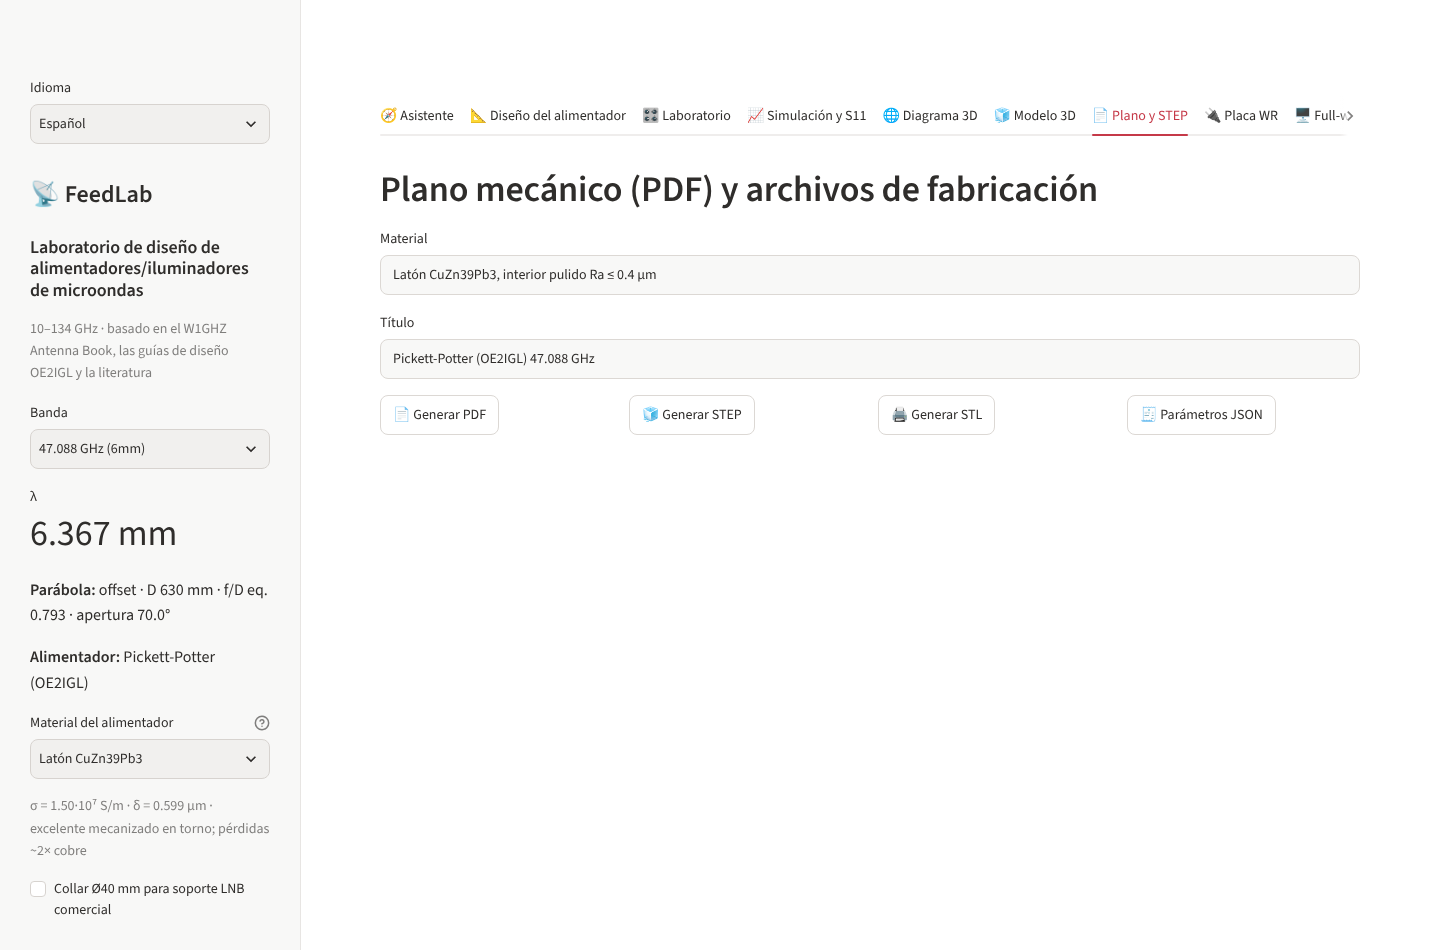 Idioma
Español
📡 FeedLab
Laboratorio de diseño de
alimentadores/iluminadores
de microondas
10–134 GHz · basado en el W1GHZ
Antenna Book, las guías de diseño
OE2IGL y la literatura
Banda
47.088 GHz (6mm)
λ
6.367 mm
Parábola: offset · D 630 mm · f/D eq.
0.793 · apertura 70.0°
Alimentador: Pickett-Potter
(OE2IGL)
Material del alimentador
Latón CuZn39Pb3
σ = 1.50·10⁷ S/m · δ = 0.599 µm ·
excelente mecanizado en torno; pérdidas
~2× cobre
Collar Ø40 mm para soporte LNB
comercial
🧭 Asistente 📐 Diseño del alimentador 🎛️ Laboratorio 📈 Simulación y S11 🌐 Diagrama 3D 🧊 Modelo 3D 📄 Plano y STEP 🔌 Placa WR 🖥️ Full-
Plano mecánico (PDF) y archivos de fabricación
Material
Latón CuZn39Pb3, interior pulido Ra ≤ 0.4 µm
Título
Pickett-Potter (OE2IGL) 47.088 GHz
📄 Generar PDF 🧊 Generar STEP 🖨️ Generar STL 🧾 Parámetros JSON